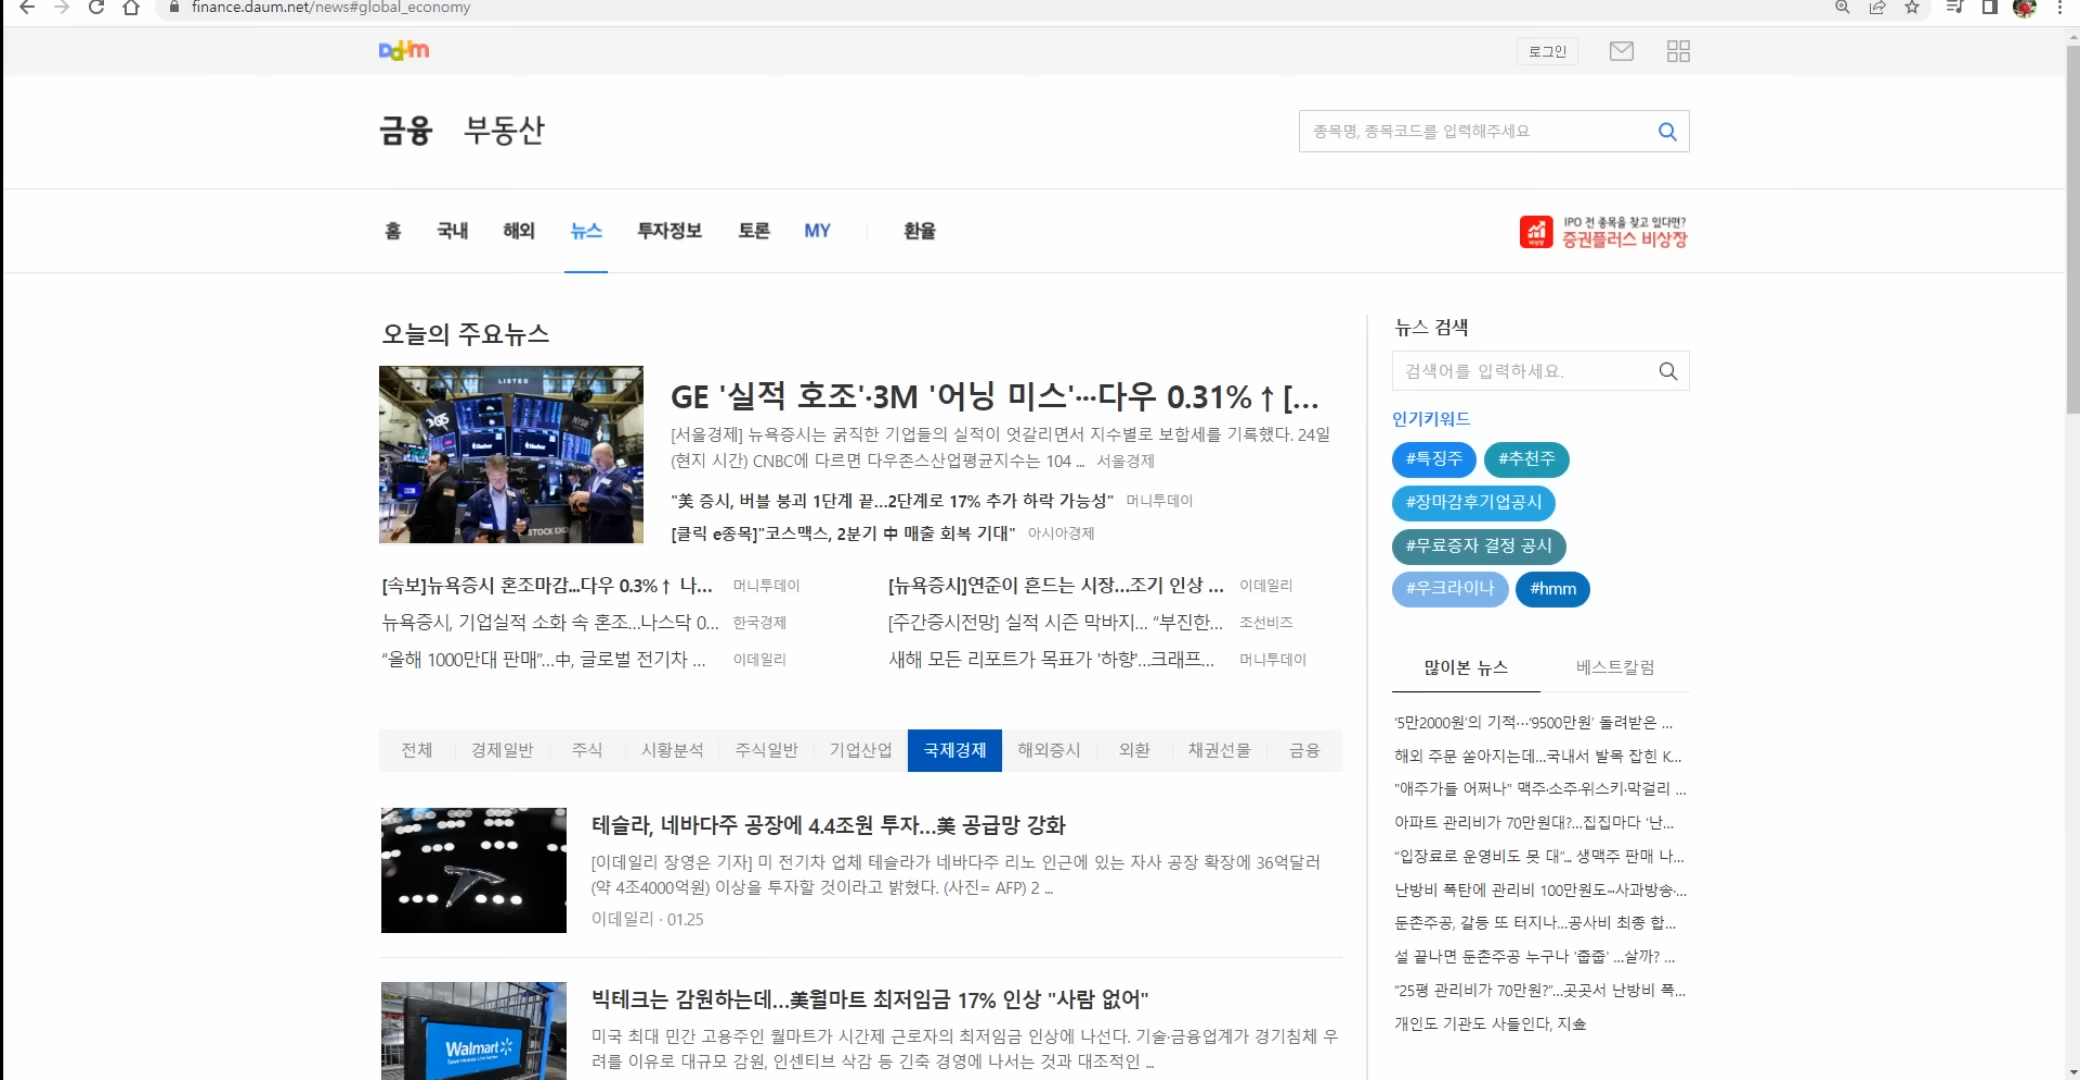 finance.daum.net/news#global_economy
Daum
로그인
금융 부동산
종목명, 종목코드를 입력해주세요
홈 국내 해외 뉴스 투자정보 토론 MY 환율
IPO 전 종목을 찾고 있다면?
증권플러스 비상장
오늘의 주요뉴스
LISTED
GE '실적 호조'·3M '어닝 미스'…다우 0.31%↑[...
[서울경제] 뉴욕증시는 굵직한 기업들의 실적이 엇갈리면서 지수별로 보합세를 기록했다. 24일
(현지 시간) CNBC에 다르면 다우존스산업평균지수는 104 ... 서울경제
"美 증시, 버블 붕괴 1단계 끝...2단계로 17% 추가 하락 가능성" 머니투데이
[클릭 e종목]"코스맥스, 2분기 中 매출 회복 기대" 아시아경제
[속보]뉴욕증시 혼조마감...다우 0.3%↑ 나... 머니투데이
뉴욕증시, 기업실적 소화 속 혼조...나스닥 0... 한국경제
“올해 1000만대 판매”...中, 글로벌 전기차 ... 이데일리
[뉴욕증시]연준이 흔드는 시장...조기 인상 ... 이데일리
[주간증시전망] 실적 시즌 막바지... “부진한... 조선비즈
새해 모든 리포트가 목표가 '하향'...크래프... 머니투데이
전체 경제일반 주식 시황분석 주식일반 기업산업 국제경제 해외증시 외환 채권선물 금융
테슬라, 네바다주 공장에 4.4조원 투자...美 공급망 강화
[이데일리 장영은 기자] 미 전기차 업체 테슬라가 네바다주 리노 인근에 있는 자사 공장 확장에 36억달러
(약 4조4000억원) 이상을 투자할 것이라고 밝혔다. (사진= AFP) 2 ...
이데일리 · 01.25
Walmart
빅테크는 감원하는데...美월마트 최저임금 17% 인상 "사람 없어"
미국 최대 민간 고용주인 월마트가 시간제 근로자의 최저임금 인상에 나선다. 기술·금융업계가 경기침체 우
려를 이유로 대규모 감원, 인센티브 삭감 등 긴축 경영에 나서는 것과 대조적인 ...
뉴스 검색
검색어를 입력하세요.
인기키워드
#특징주 #추천주
#장마감후기업공시
#무료증자 결정 공시
#우크라이나 #hmm
많이본 뉴스 베스트칼럼
'5만2000원'의 기적…'9500만원' 돌려받은 ...
해외 주문 쏟아지는데...국내서 발목 잡힌 K...
"애주가들 어쩌나" 맥주·소주·위스키·막걸리 ...
아파트 관리비가 70만원대?...집집마다 '난...
“입장료로 운영비도 못 대”... 생맥주 판매 나...
난방비 폭탄에 관리비 100만원도…사과방송·...
둔촌주공, 갈등 또 터지나...공사비 최종 합...
설 끝나면 둔촌주공 누구나 '줍줍' ...살까? ...
“25평 관리비가 70만원?”...곳곳서 난방비 폭...
개인도 기관도 사들인다, 지金